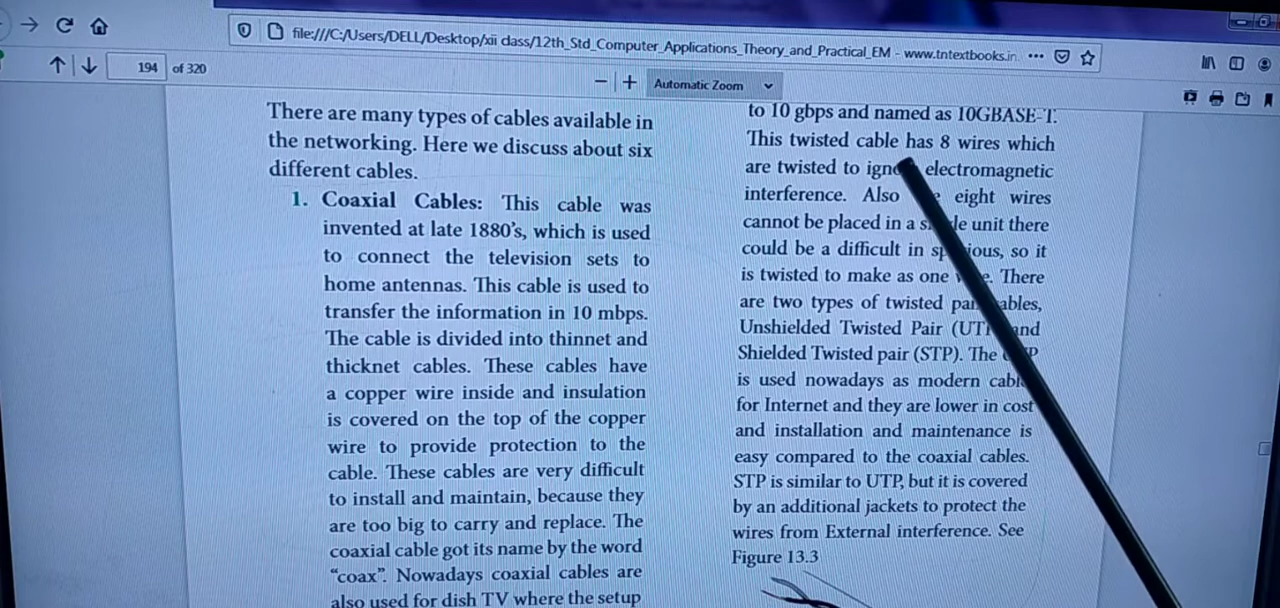 file:///C:/Users/DELL/Desktop/xii class/12th_Std_Computer_Applications_Theory_and_Practical_EM - www.tntextbooks.in
194 of 320
Automatic Zoom
There are many types of cables available in
the networking. Here we discuss about six
different cables.
1. Coaxial Cables: This cable was
invented at late 1880's, which is used
to connect the television sets to
home antennas. This cable is used to
transfer the information in 10 mbps.
The cable is divided into thinnet and
thicknet cables. These cables have
a copper wire inside and insulation
is covered on the top of the copper
wire to provide protection to the
cable. These cables are very difficult
to install and maintain, because they
are too big to carry and replace. The
coaxial cable got its name by the word
“coax”. Nowadays coaxial cables are
also used for dish TV where the setup
to 10 gbps and named as 10GBASE-T.
This twisted cable has 8 wires which
are twisted to electromagnetic
interference. Also eight wires
cannot be placed in a there
could be a difficult in so it
is twisted to make as one There
are two types of twisted
Unshielded Twisted Pair and
Shielded Twisted pair (STP). The
is used nowadays as modern
for Internet and they are lower in cost
and installation and maintenance is
easy compared to the coaxial cables.
STP is similar to UTP, but it is covered
by an additional jackets to protect the
wires from External interference. See
Figure 13.3